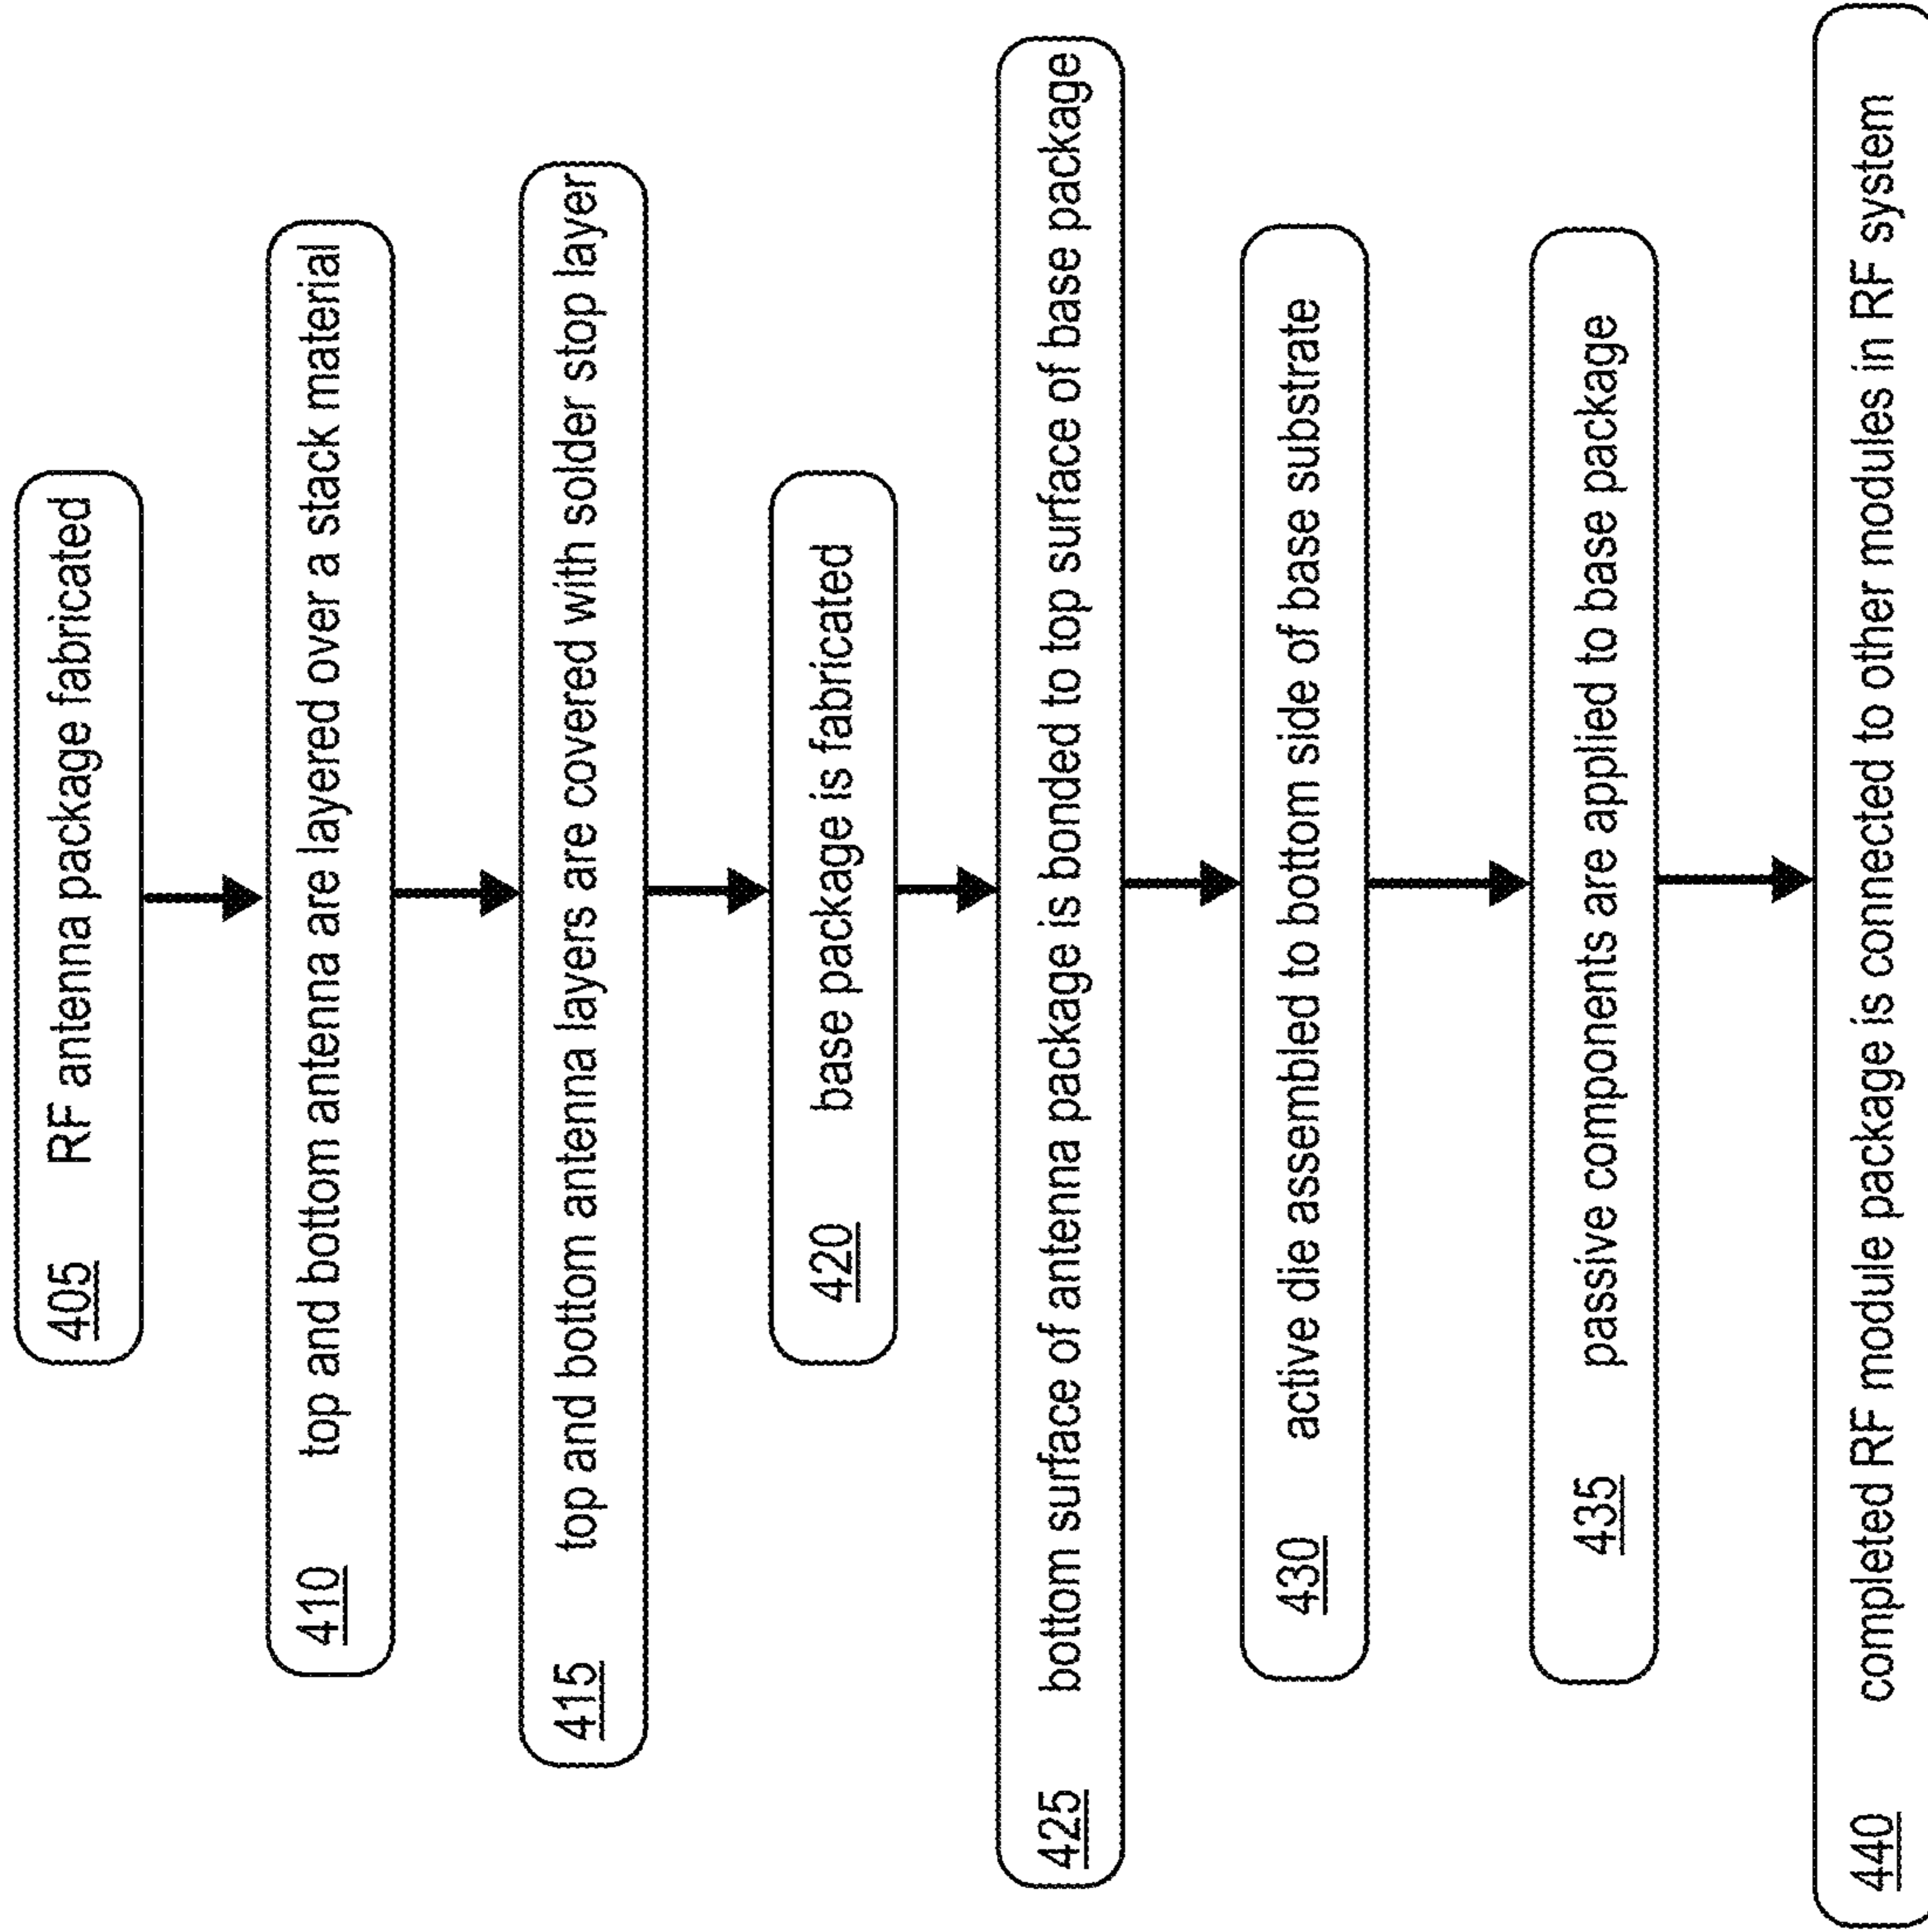 405 RF antenna package fabricated
410 top and bottom antenna are layered over a stack material
415 top and bottom antenna layers are covered with solder stop layer
420 base package is fabricated
425 bottom surface of antenna package is bonded to top surface of base package
430 active die assembled to bottom side of base substrate
435 passive components are applied to base package
440 completed RF module package is connected to other modules in RF system